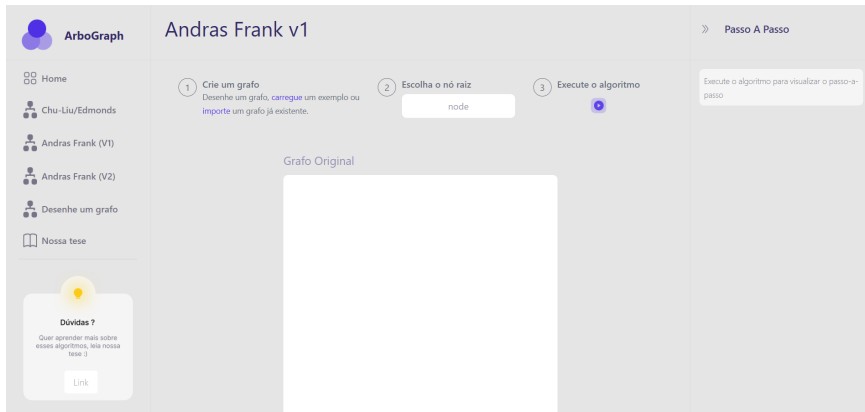 ArboGraph
Home
Chu-Liu/Edmonds
Andras Frank (V1)
Andras Frank (V2)
Desenhe um grafo
Nossa tese
Dúvidas ?
Quer aprender mais sobre
esses algoritmos, leia nossa
tese :)
Link
Andras Frank v1
1 Crie um grafo
Desenhe um grafo, carregue um exemplo ou
importe um grafo já existente.
2 Escolha o nó raiz
node
3 Execute o algoritmo
Grafo Original
Passo A Passo
Execute o algoritmo para visualizar o passo-a-
passo